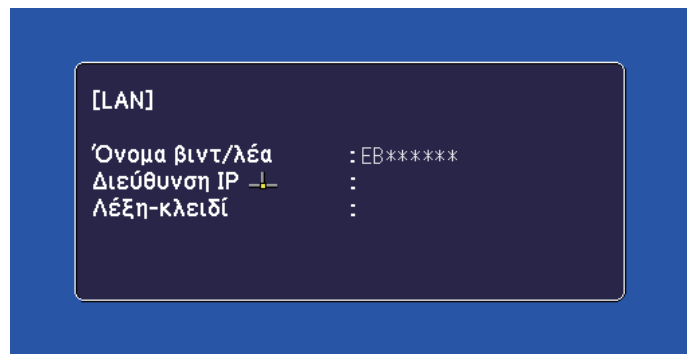 [LAN]
Όνομα βιντ/λέα : EB******
Διεύθυνση IP :
Λέξη-κλειδί :